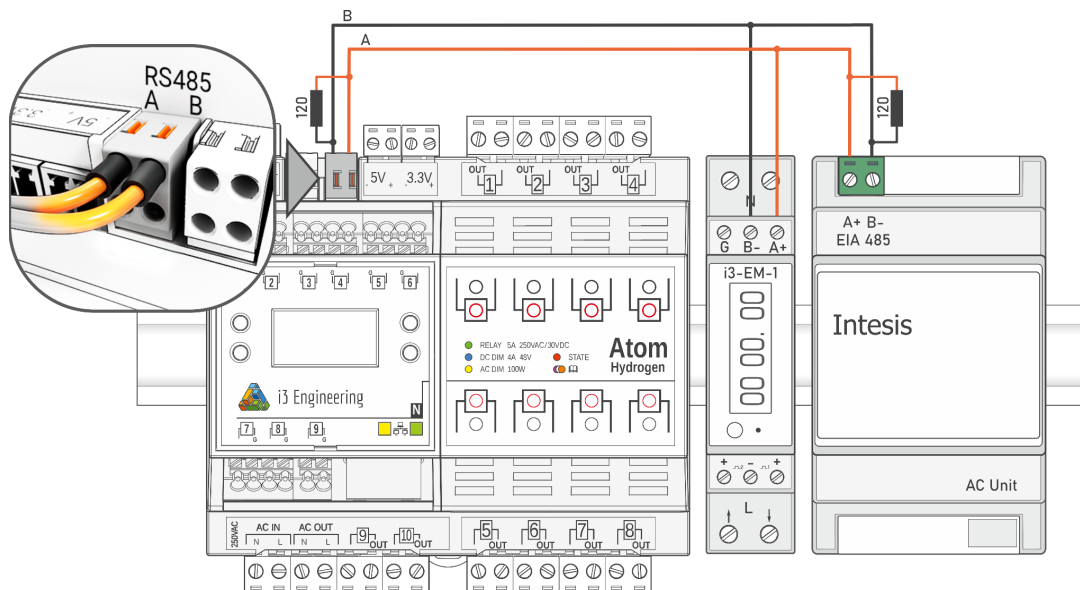 B
A
RS485
A B
3.3V 5V
120
120
5V + 3.3V +
OUT OUT OUT OUT
1 2 3 4
N
G B- A+
A+ B-
EIA 485
i3-EM-1
2 3 4 5 6
G G G G G
RELAY 5A 250VAC/30VDC
DC DIM 4A 48V
STATE
AC DIM 100W
Atom
Hydrogen
Intesis
i3 Engineering
N
7 8 9
G G G
+ - +
L
AC Unit
250VAC
AC IN AC OUT
N L N L
9 OUT 10 OUT
5 6 7 8
OUT OUT OUT OUT